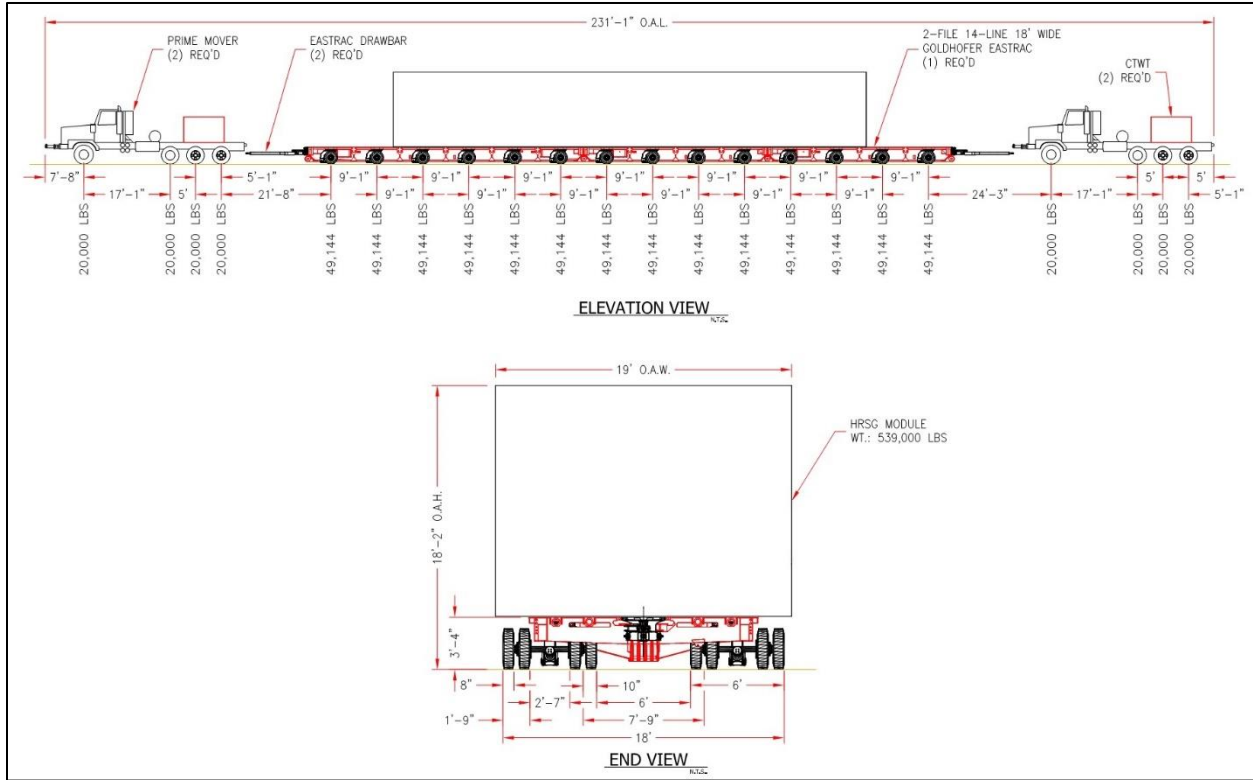 231'-1" O.A.L.
PRIME MOVER
(2) REQ'D
EASTRAC DRAWBAR
(2) REQ'D
2-FILE 14-LINE 18' WIDE
GOLDHOFER EASTRAC
(1) REQ'D
CTWT
(2) REQ'D
7'-8" 5'-1" 9'-1" 9'-1" 9'-1" 9'-1" 9'-1" 9'-1" 9'-1" 5' 5'
17'-1" 5' 21'-8" 9'-1" 9'-1" 9'-1" 9'-1" 9'-1" 9'-1" 24'-3" 17'-1" 5'-1"
20,000 LBS
20,000 LBS
20,000 LBS
20,000 LBS
49,144 LBS
49,144 LBS
49,144 LBS
49,144 LBS
49,144 LBS
49,144 LBS
49,144 LBS
49,144 LBS
49,144 LBS
49,144 LBS
49,144 LBS
49,144 LBS
49,144 LBS
49,144 LBS
20,000 LBS
20,000 LBS
20,000 LBS
20,000 LBS
ELEVATION VIEW
N.T.S.
19' O.A.W.
HRSG MODULE
WT.: 539,000 LBS
18'-2" O.A.H.
3'-4"
8" 10" 6'
2'-7" 6'
1'-9" 7'-9"
18'
END VIEW
N.T.S.